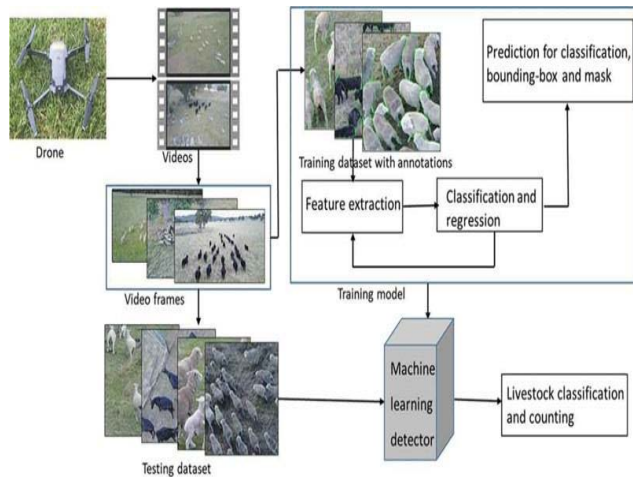 Drone
Videos
Video frames
Testing dataset
Training dataset with annotations
Feature extraction
Classification and
regression
Prediction for classification,
bounding-box and mask
Training model
Machine
learning
detector
Livestock classification
and counting